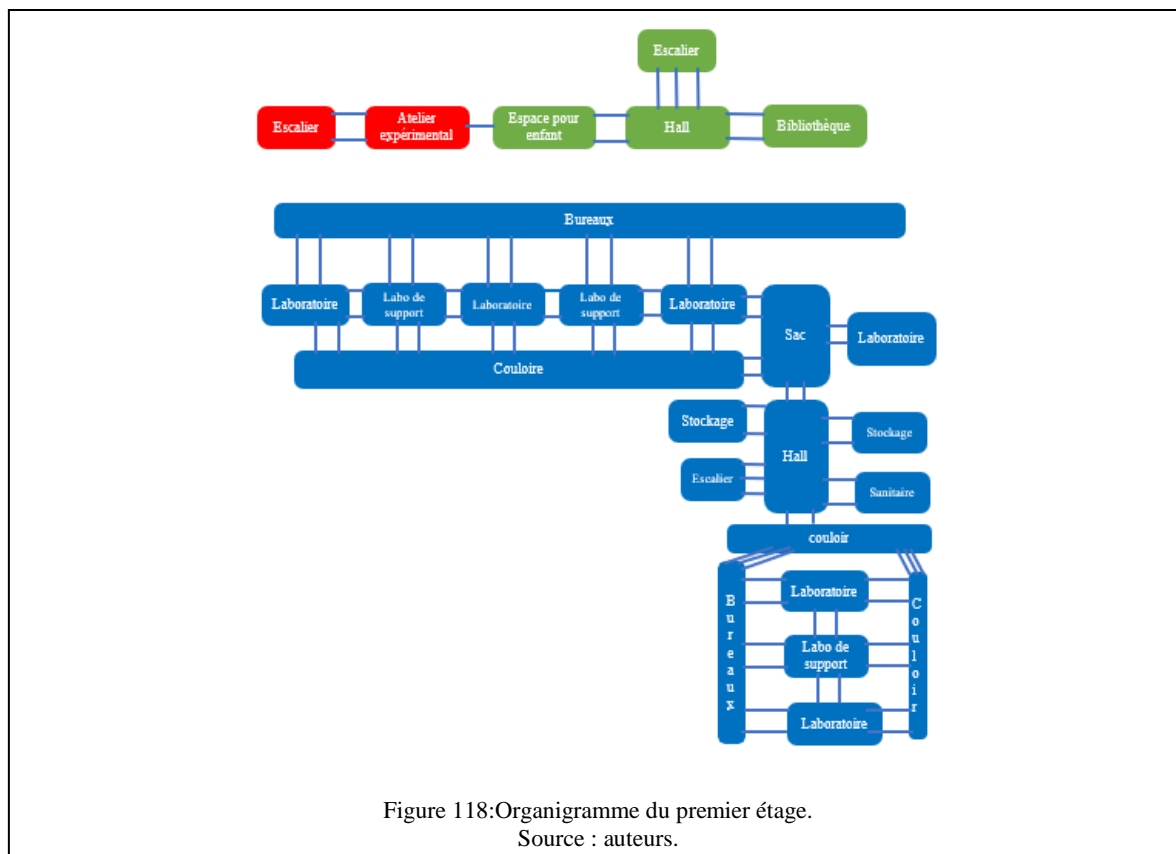 Escalier
Escalier
Atelier
expérimental
Espace pour
enfant
Hall
Bibliothèque
Bureaux
Laboratoire
Labo de
support
Laboratoire
Labo de
support
Laboratoire
Sac
Laboratoire
Couloire
Stockage
Stockage
Hall
Escalier
Sanitaire
couloir
Bureaux
Laboratoire
Couloir
Labo de
support
Laboratoire
Figure 118:Organigramme du premier étage.
Source : auteurs.